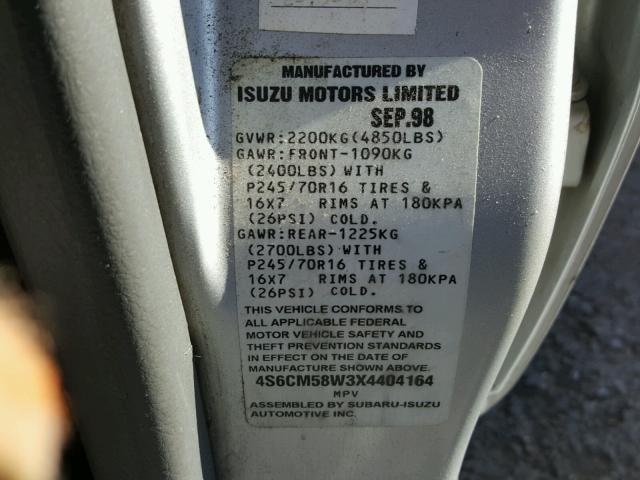 MANUFACTURED BY
ISUZU MOTORS LIMITED
SEP.98
GVWR:2200KG(4850LBS)
GAWR:FRONT-1090KG
(2400LBS) WITH
P245/70R16 TIRES &
16X7 RIMS AT 180KPA
(26PSI) COLD.
GAWR:REAR-1225KG
(2700LBS) WITH
P245/70R16 TIRES &
16X7 RIMS AT 180KPA
(26PSI) COLD.
THIS VEHICLE CONFORMS TO
ALL APPLICABLE FEDERAL
MOTOR VEHICLE SAFETY AND
THEFT PREVENTION STANDARDS
IN EFFECT ON THE DATE OF
MANUFACTURE SHOWN ABOVE.
4S6CM58W3X4404164
MPV
ASSEMBLED BY SUBARU-ISUZU
AUTOMOTIVE INC.